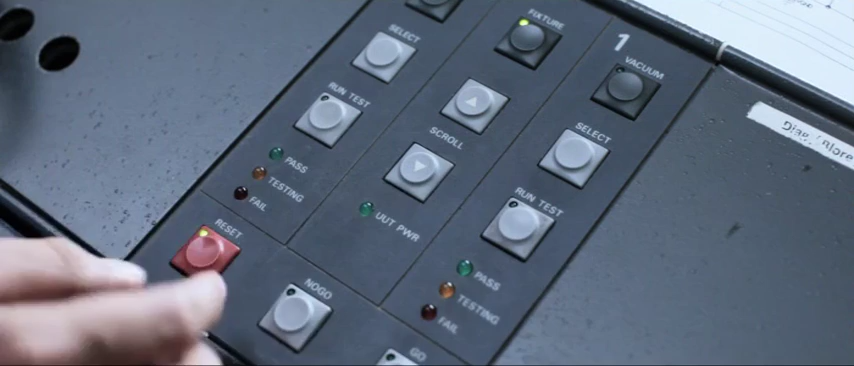 SELECT
RUN TEST
PASS
TESTING
FAIL
RESET
FIXTURE
SCROLL
UUT PWR
NOGO
GO
1
VACUUM
SELECT
RUN TEST
PASS
TESTING
FAIL